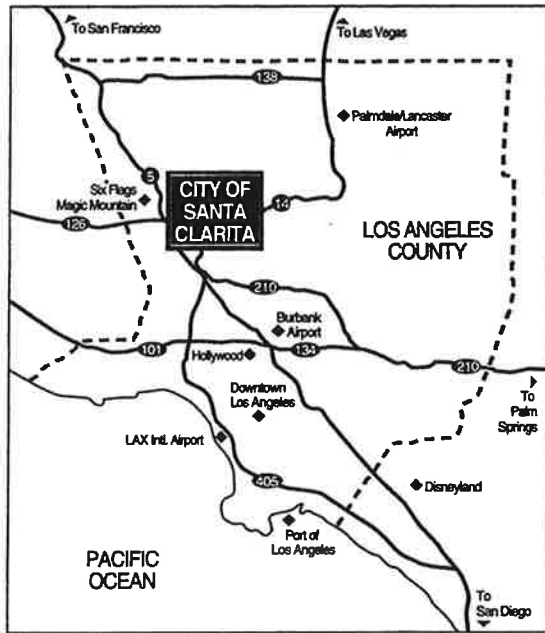 To San Francisco
To Las Vegas
138
Palmdale/Lancaster
Airport
5
Six Flags
Magic Mountain
CITY OF
SANTA
CLARITA
14
126
LOS ANGELES
COUNTY
210
Burbank
Airport
101
Hollywood
134
210
Downtown
Los Angeles
To
Palm
Springs
LAX Intl. Airport
405
Disneyland
Port of
Los Angeles
PACIFIC
OCEAN
To
San Diego